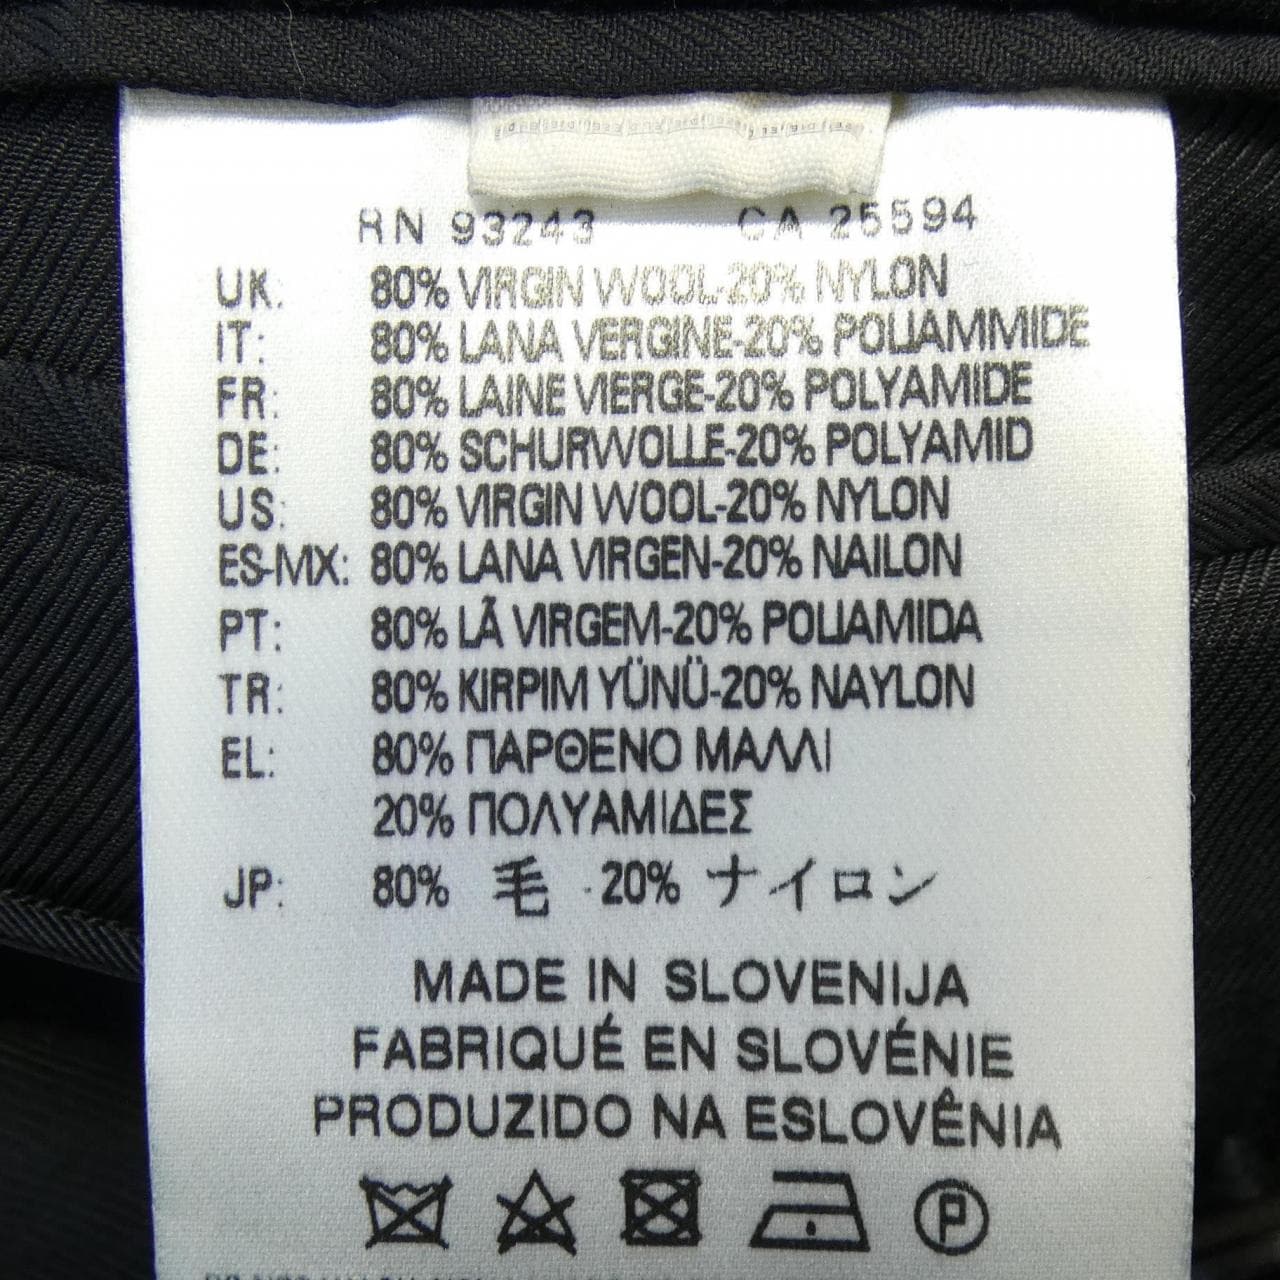 RN 93243 CA 25594
UK: 80% VIRGIN WOOL-20% NYLON
IT: 80% LANA VERGINE-20% POLIAMMIDE
FR: 80% LAINE VIERGE-20% POLYAMIDE
DE: 80% SCHURWOLLE-20% POLYAMID
US: 80% VIRGIN WOOL-20% NYLON
ES-MX: 80% LANA VIRGEN-20% NAILON
PT: 80% LÃ VIRGEM-20% POLIAMIDA
TR: 80% KIRPIM YÜNÜ-20% NAYLON
EL: 80% ΠΑΡΘΕΝΟ ΜΑΛΛΙ
20% ΠΟΛΥΑΜΙΔΕΣ
JP: 80% 毛 20% ナイロン
MADE IN SLOVENIJA
FABRIQUÉ EN SLOVÉNIE
PRODUZIDO NA ESLOVÊNIA
P